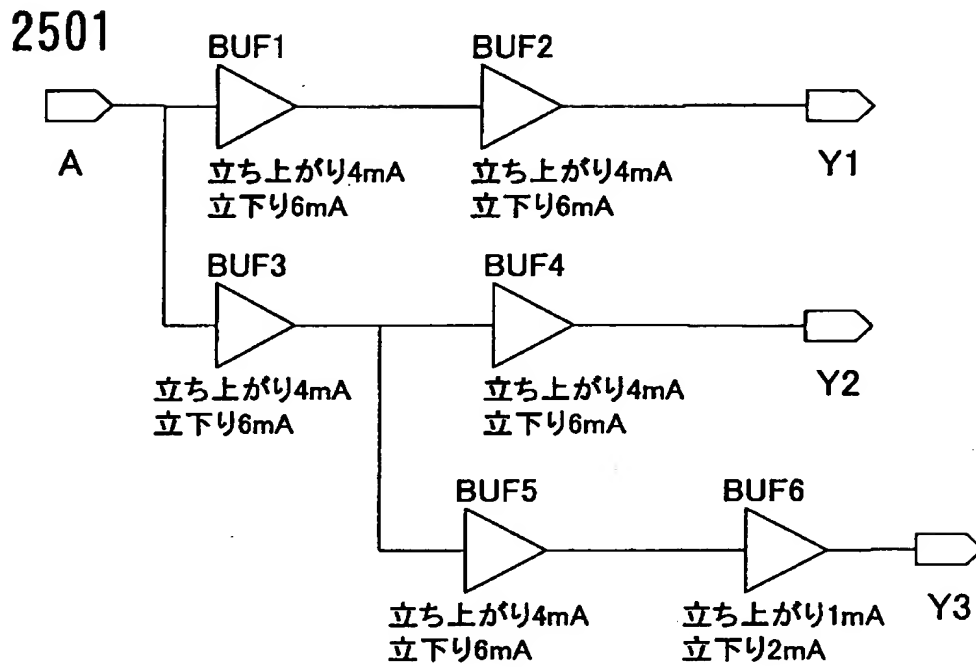 2501
BUF1
BUF2
A
Y1
立ち上がり4mA
立下り6mA
立ち上がり4mA
立下り6mA
BUF3
BUF4
Y2
立ち上がり4mA
立下り6mA
立ち上がり4mA
立下り6mA
BUF5
BUF6
Y3
立ち上がり4mA
立下り6mA
立ち上がり1mA
立下り2mA